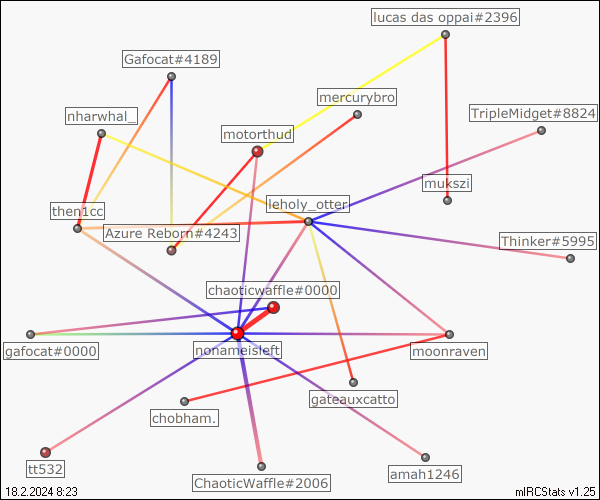 lucas das oppai#2396
Gafocat#4189
mercurybro
nharwhal_
TripleMidget#8824
motorthud
mukszi
then1cc
leholy_otter
Azure Reborn#4243
Thinker#5995
chaoticwaffle#0000
gafocat#0000
nonameisleft
moonraven
gateauxcatto
chobham.
tt532
ChaoticWaffle#2006
amah1246
18.2.2024 8:23
mIRCStats v1.25